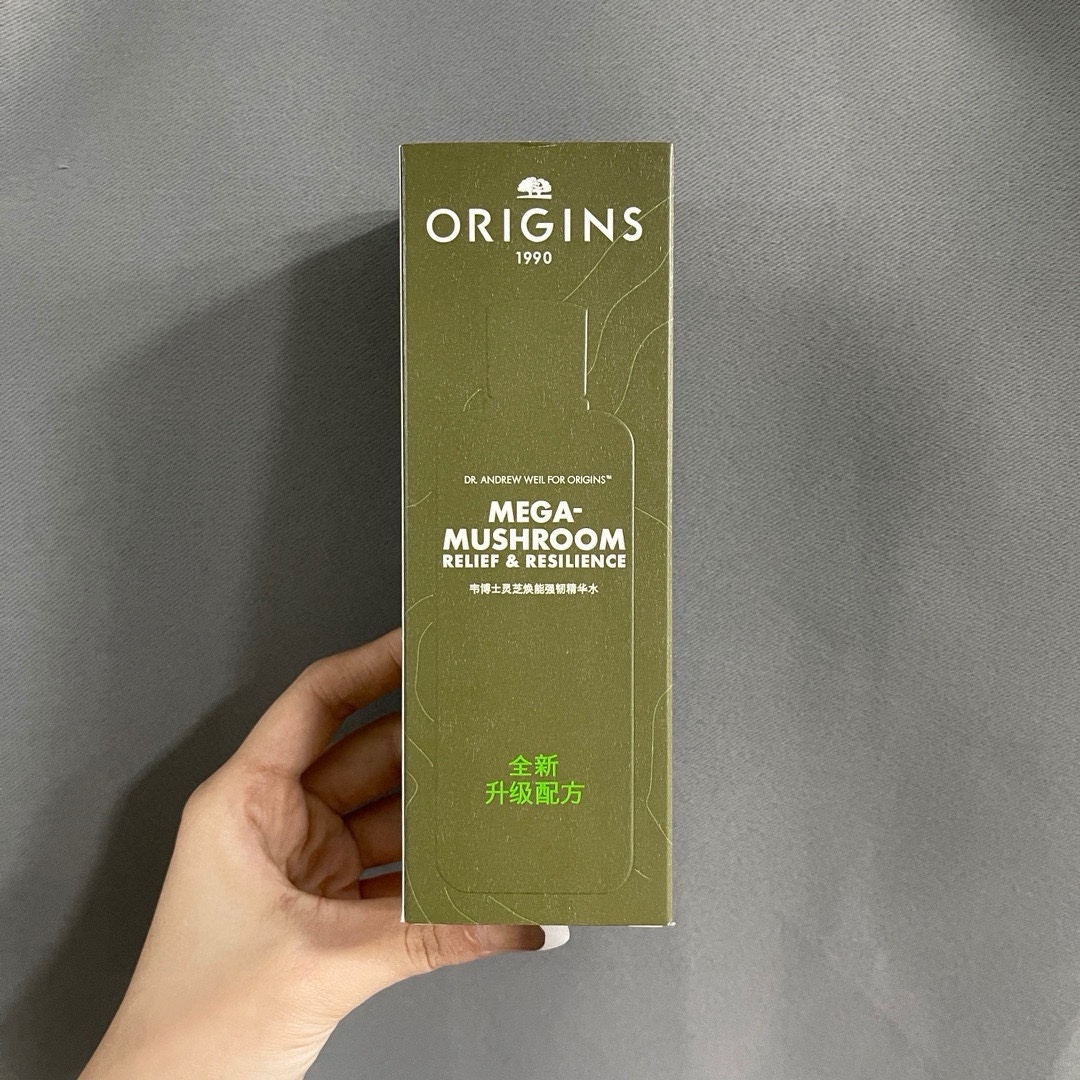 ORIGINS
1990
DR. ANDREW WEIL FOR ORIGINS™
MEGA-
MUSHROOM
RELIEF & RESILIENCE
韦博士灵芝焕能强韧精华水
全新
升级配方